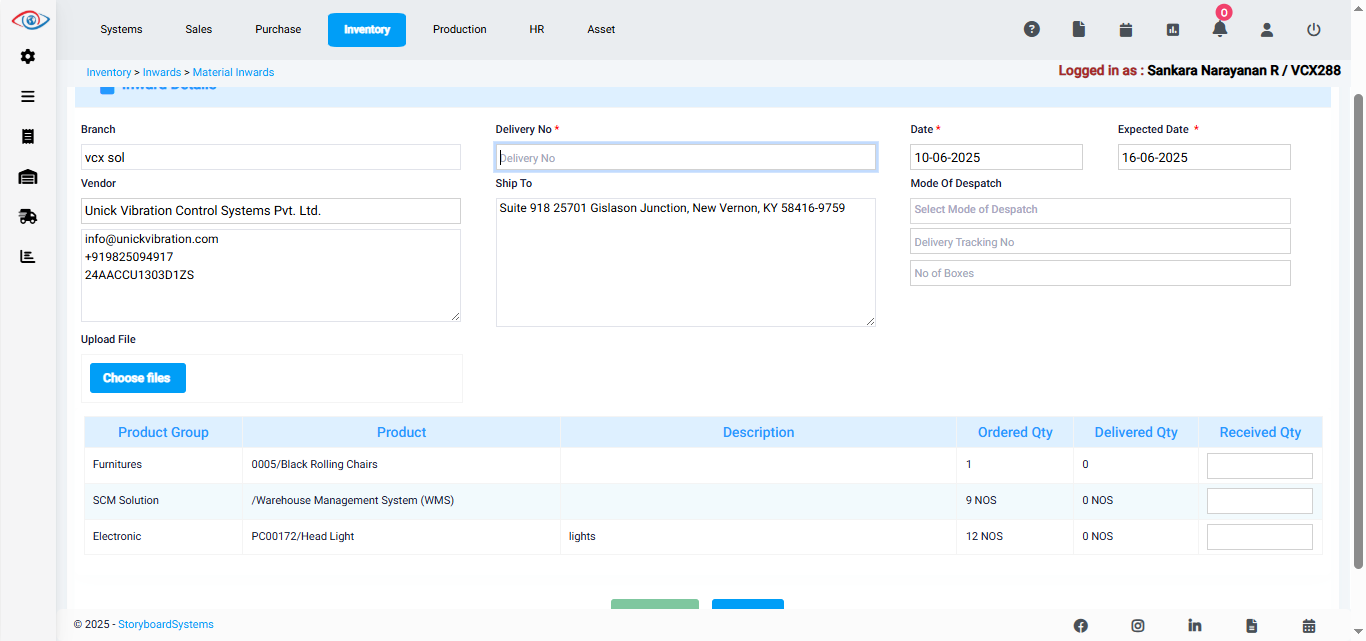 Systems Sales Purchase Inventory Production HR Asset 0
Inventory > Inwards > Material Inwards Logged in as : Sankara Narayanan R / VCX288
Inward Details
Branch Delivery No * Date * Expected Date *
vcx sol Delivery No 10-06-2025 16-06-2025
Vendor Ship To Mode Of Despatch
Unick Vibration Control Systems Pvt. Ltd. Suite 918 25701 Gislason Junction, New Vernon, KY 58416-9759 Select Mode of Despatch
info@unickvibration.com Delivery Tracking No
+919825094917
24AACCU1303D1ZS No of Boxes
Upload File
Choose files
Product Group Product Description Ordered Qty Delivered Qty Received Qty
Furnitures 0005/Black Rolling Chairs 1 0
SCM Solution /Warehouse Management System (WMS) 9 NOS 0 NOS
Electronic PC00172/Head Light lights 12 NOS 0 NOS
© 2025 - StoryboardSystems